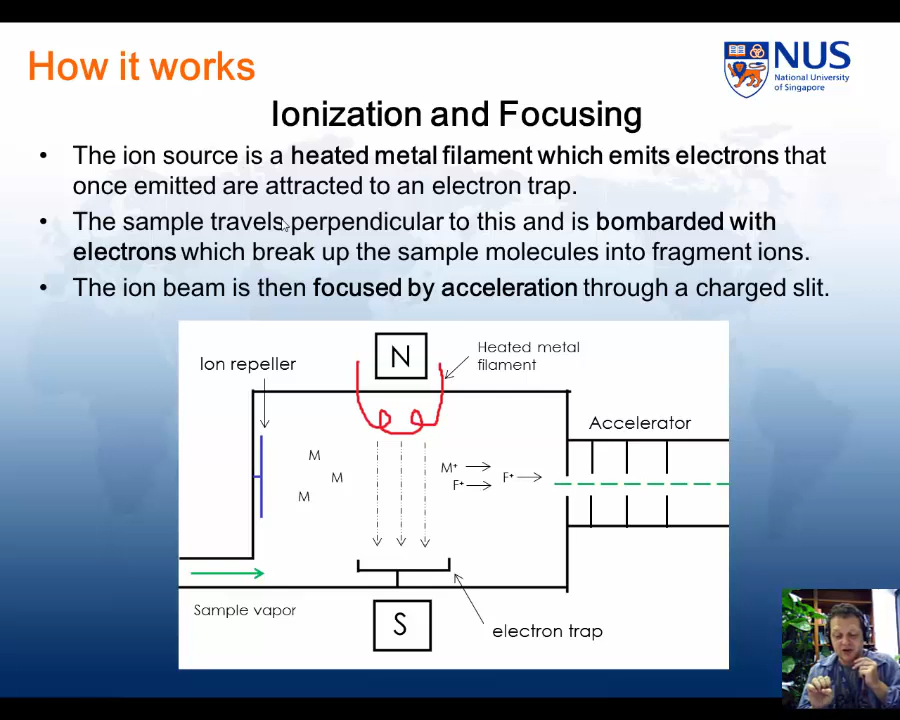 How it works
NUS
National University
of Singapore
Ionization and Focusing
• The ion source is a heated metal filament which emits electrons that
once emitted are attracted to an electron trap.
• The sample travels perpendicular to this and is bombarded with
electrons which break up the sample molecules into fragment ions.
• The ion beam is then focused by acceleration through a charged slit.
N
Heated metal
filament
Ion repeller
Accelerator
M
M
M
M⁺
F⁺
F⁺
Sample vapor
S
electron trap